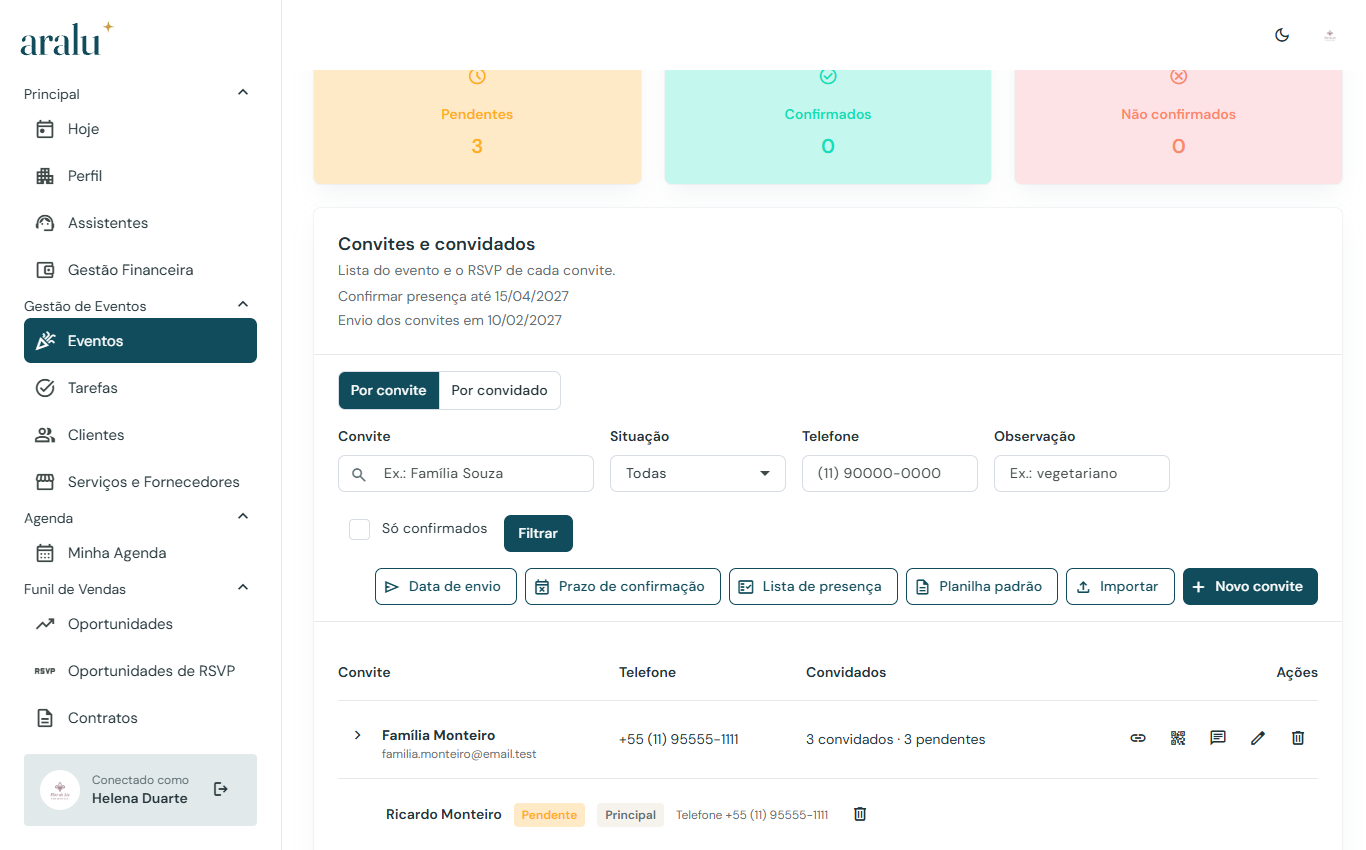 aralu
Principal
Hoje
Perfil
Assistentes
Gestão Financeira
Gestão de Eventos
Eventos
Tarefas
Clientes
Serviços e Fornecedores
Agenda
Minha Agenda
Funil de Vendas
Oportunidades
RSVP Oportunidades de RSVP
Contratos
Conectado como
Helena Duarte
Pendentes
3
Confirmados
0
Não confirmados
0
Convites e convidados
Lista do evento e o RSVP de cada convite.
Confirmar presença até 15/04/2027
Envio dos convites em 10/02/2027
Por convite Por convidado
Convite Situação Telefone Observação
Ex.: Família Souza Todas (11) 90000-0000 Ex.: vegetariano
Só confirmados Filtrar
Data de envio Prazo de confirmação Lista de presença Planilha padrão Importar Novo convite
Convite Telefone Convidados Ações
Família Monteiro +55 (11) 95555-1111 3 convidados · 3 pendentes
familia.monteiro@email.test
Ricardo Monteiro Pendente Principal Telefone +55 (11) 95555-1111